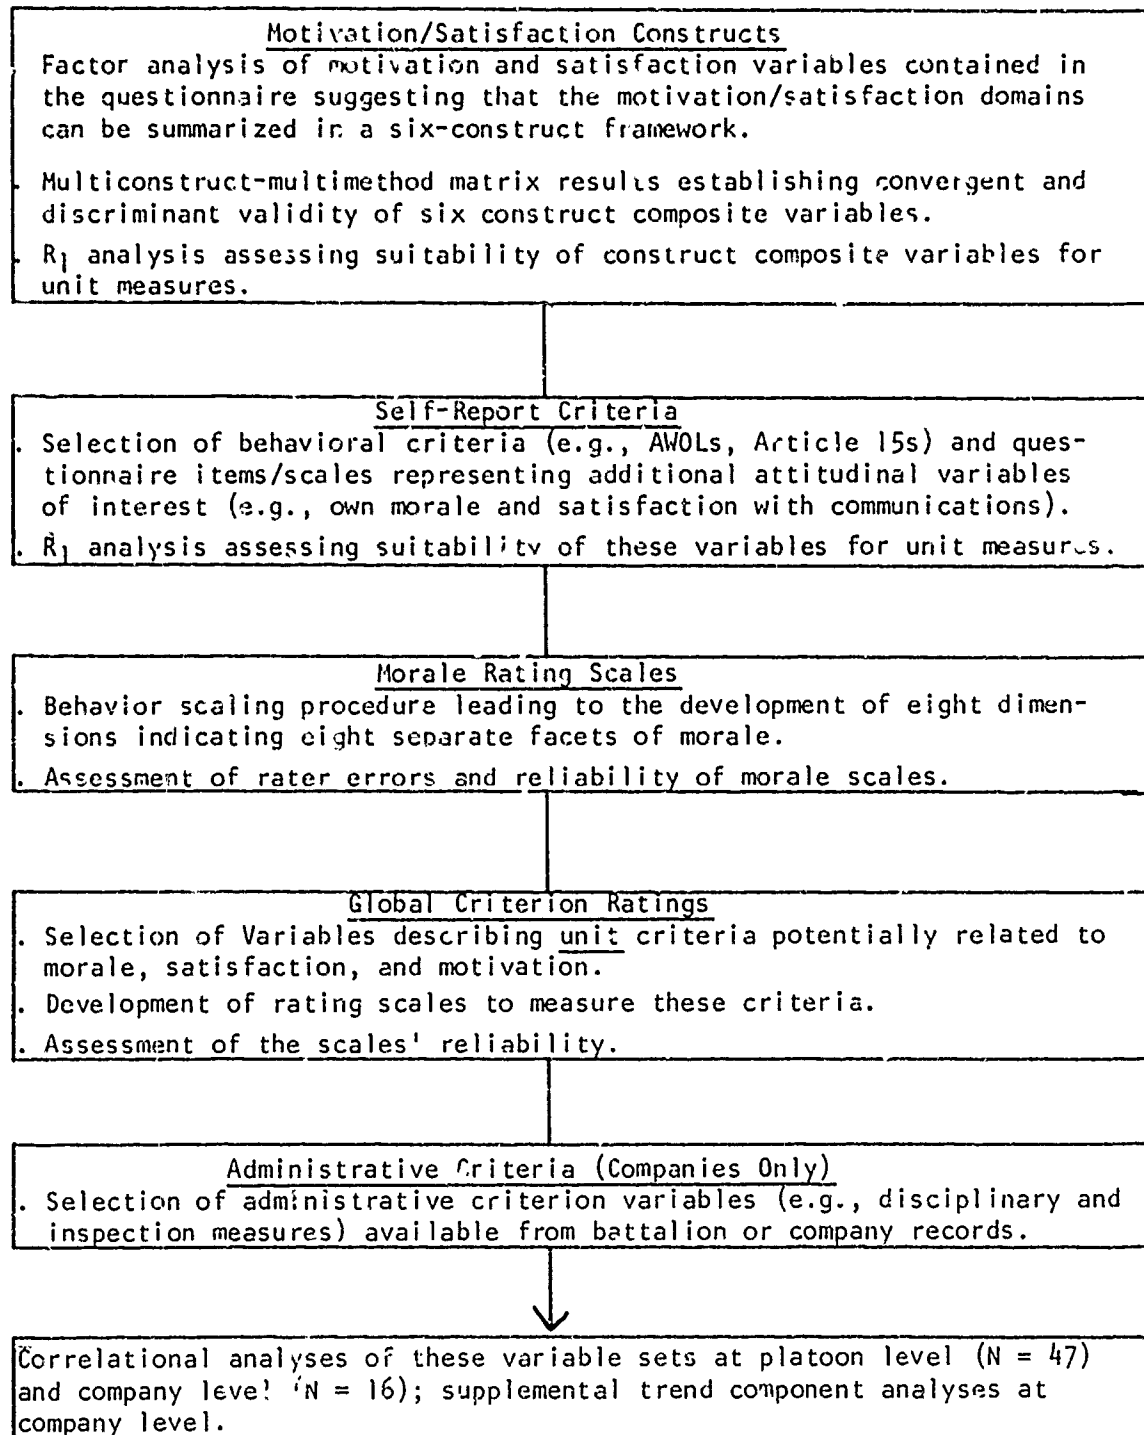 Motivation/Satisfaction Constructs
Factor analysis of motivation and satisfaction variables contained in
the questionnaire suggesting that the motivation/satisfaction domains
can be summarized in a six-construct framework.
. Multiconstruct-multimethod matrix results establishing convergent and
discriminant validity of six construct composite variables.
. R₁ analysis assessing suitability of construct composite variables for
unit measures.
Self-Report Criteria
. Selection of behavioral criteria (e.g., AWOLs, Article 15s) and ques-
tionnaire items/scales representing additional attitudinal variables
of interest (e.g., own morale and satisfaction with communications).
. R₁ analysis assessing suitability of these variables for unit measures.
Morale Rating Scales
. Behavior scaling procedure leading to the development of eight dimen-
sions indicating eight separate facets of morale.
. Assessment of rater errors and reliability of morale scales.
Global Criterion Ratings
. Selection of Variables describing unit criteria potentially related to
morale, satisfaction, and motivation.
. Development of rating scales to measure these criteria.
. Assessment of the scales' reliability.
Administrative Criteria (Companies Only)
. Selection of administrative criterion variables (e.g., disciplinary and
inspection measures) available from battalion or company records.
Correlational analyses of these variable sets at platoon level (N = 47)
and company level (N = 16); supplemental trend component analyses at
company level.